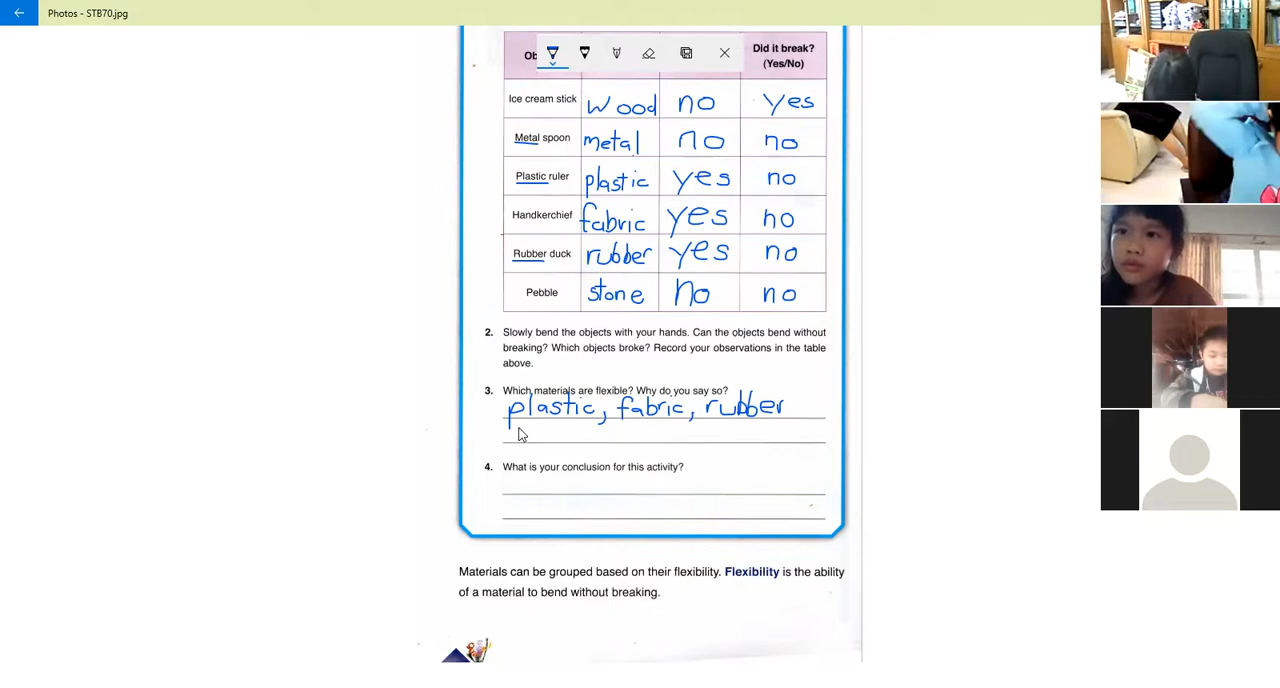 Photos - STB70.jpg
Ob
Did it break?
(Yes/No)
Ice cream stick wood no Yes
Metal spoon metal no no
Plastic ruler plastic yes no
Handkerchief fabric yes no
Rubber duck rubber yes no
Pebble stone no no
2. Slowly bend the objects with your hands. Can the objects bend without
breaking? Which objects broke? Record your observations in the table
above.
3. Which materials are flexible? Why do you say so?
plastic, fabric, rubber
4. What is your conclusion for this activity?
Materials can be grouped based on their flexibility. Flexibility is the ability
of a material to bend without breaking.